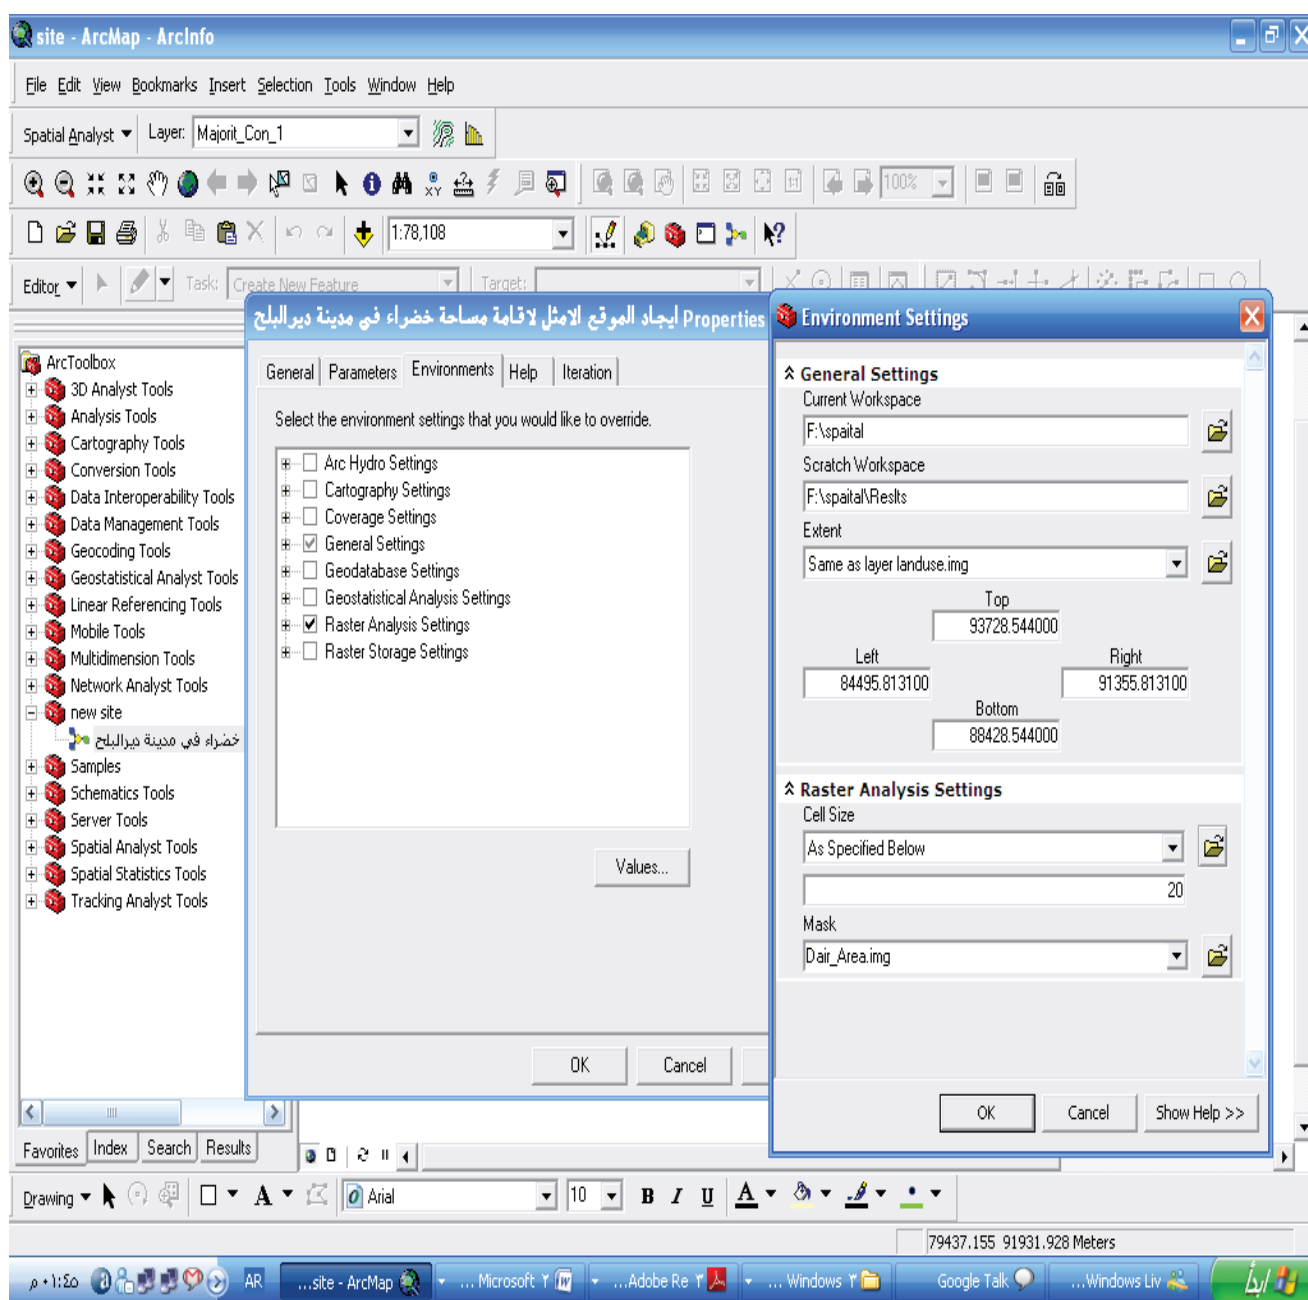 site - ArcMap - ArcInfo
File Edit View Bookmarks Insert Selection Tools Window Help
Spatial Analyst Layer: Majorit_Con_1
100%
1:78,108
Editor Task: Create New Feature Target:
ArcToolbox
3D Analyst Tools
Analysis Tools
Cartography Tools
Conversion Tools
Data Interoperability Tools
Data Management Tools
Geocoding Tools
Geostatistical Analyst Tools
Linear Referencing Tools
Mobile Tools
Multidimension Tools
Network Analyst Tools
new site
خضراء في مدينة ديرالبلح
Samples
Schematics Tools
Server Tools
Spatial Analyst Tools
Spatial Statistics Tools
Tracking Analyst Tools
Favorites Index Search Results
ايجاد الموقع الامثل لاقامة مساحة خضراء في مدينة ديرالبلح Properties
General Parameters Environments Help Iteration
Select the environment settings that you would like to override.
Arc Hydro Settings
Cartography Settings
Coverage Settings
General Settings
Geodatabase Settings
Geostatistical Analysis Settings
Raster Analysis Settings
Raster Storage Settings
Values...
OK Cancel
Environment Settings
General Settings
Current Workspace
F:\spaital
Scratch Workspace
F:\spaital\Reslts
Extent
Same as layer landuse.img
Top
93728.544000
Left Right
84495.813100 91355.813100
Bottom
88428.544000
Raster Analysis Settings
Cell Size
As Specified Below
20
Mask
Dair_Area.img
OK Cancel Show Help >>
Drawing A Arial 10 B I U A
79437.155 91931.928 Meters
٠١:٤٥ م AR ...site - ArcMap ... Microsoft ٢ ...Adobe Re ٢ ... Windows ٢ Google Talk ...Windows Liv ابدأ